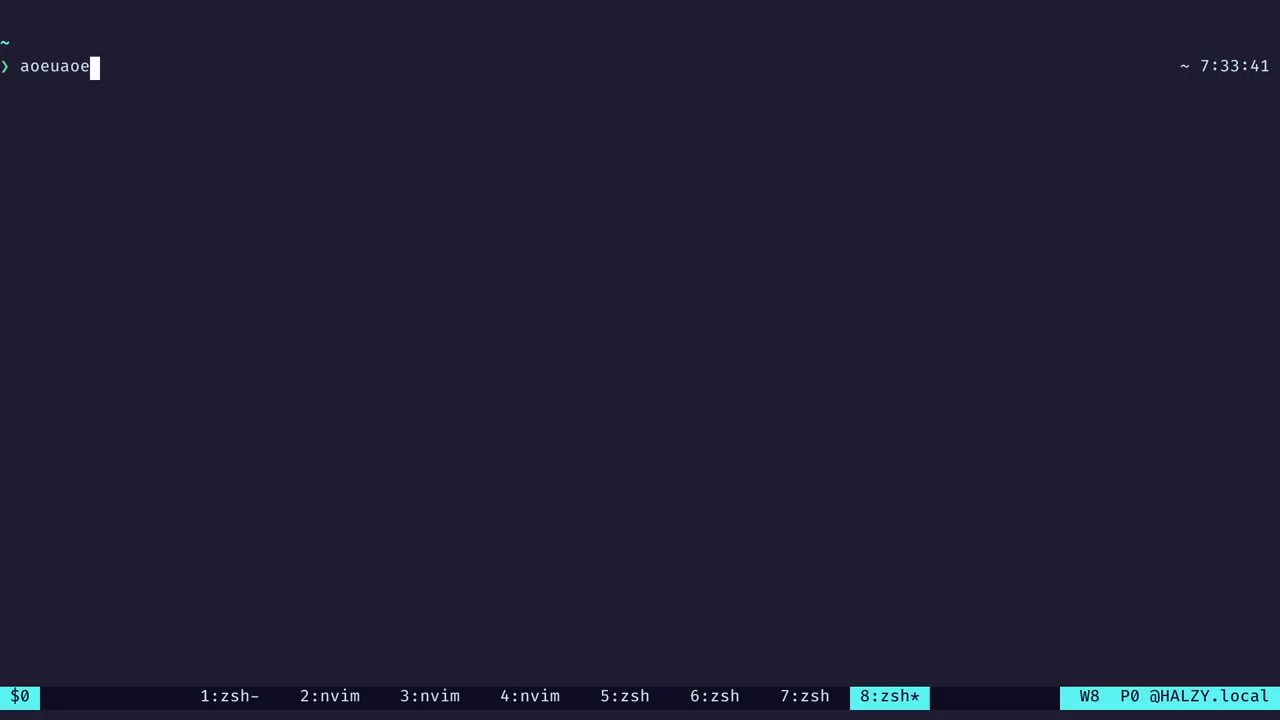 ~
❯ aoeuaoe ~ 7:33:41
$0 1:zsh- 2:nvim 3:nvim 4:nvim 5:zsh 6:zsh 7:zsh 8:zsh* W8 P0 @HALZY.local